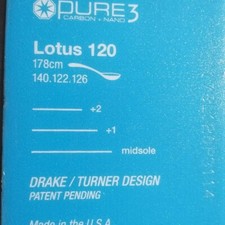 PURE3
CARBON + NANO
Lotus 120
178cm
140.122.126
+2
+1
midsole
DRAKE / TURNER DESIGN
PATENT PENDING
Made in the U.S.A.